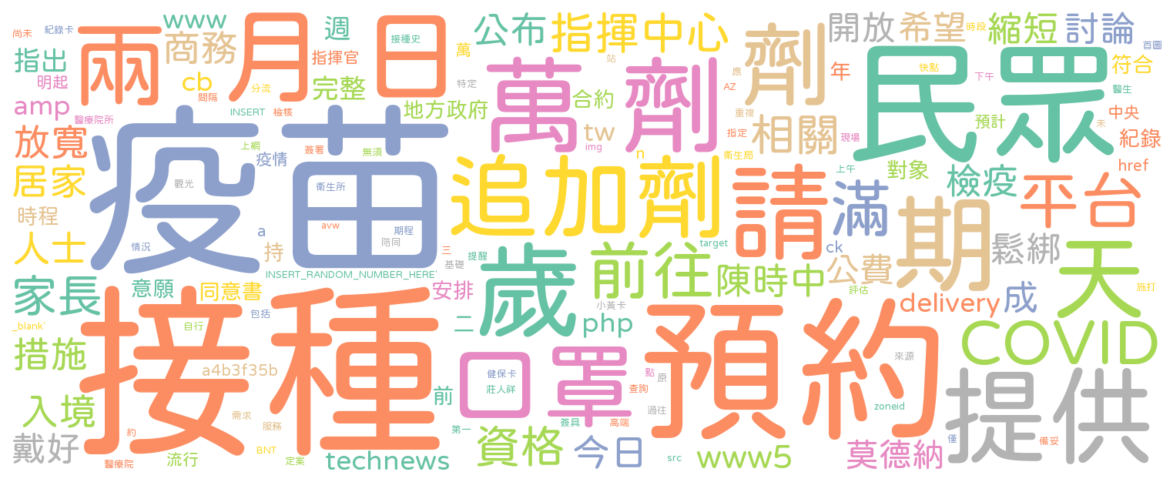 尚未 紀錄卡 www 兩 月 日 接種史 週 公布 指揮中心 劑 開放 希望 時段 縮短 討論 首圖
指出 商務 指揮官 萬 年 民眾 快點 下午 符合
明起 cb 間隔 分流 完整 特定 萬劑 站 應 AZ 醫生
amp 醫療院所 INSERT 檢核 地方政府 合約 重複 指定 現場 預計 中央 未
放寬 疫苗 上網 疫情 簽署 無須 tw img n 衛生局 相關 紀錄
居家 觀光 衛生所 追加劑 請 上午 滿 對象 檢疫 href 平台
時程 a avw 期程 陪同 三 提醒 target ck 期 鬆綁
人士 情況 持 INSERT_RANDOM_NUMBER_HERE' 基礎 歲 前往 陳時中 公費 天
家長 意願 同意書 包括 安排 小黃卡 評估 delivery 成 施打
_blank' 自行 二 php COVID
措施 接種 口罩 預約 來源 提供
a4b3f35b 健保卡 莊人祥 點 原 查詢
入境 需求 服務 前 過往 zoneid
戴好 約 BNT 第一 簽具 高端 僅 備妥
醫療院 流行 定案 technews 資格 今日 src www5 莫德納